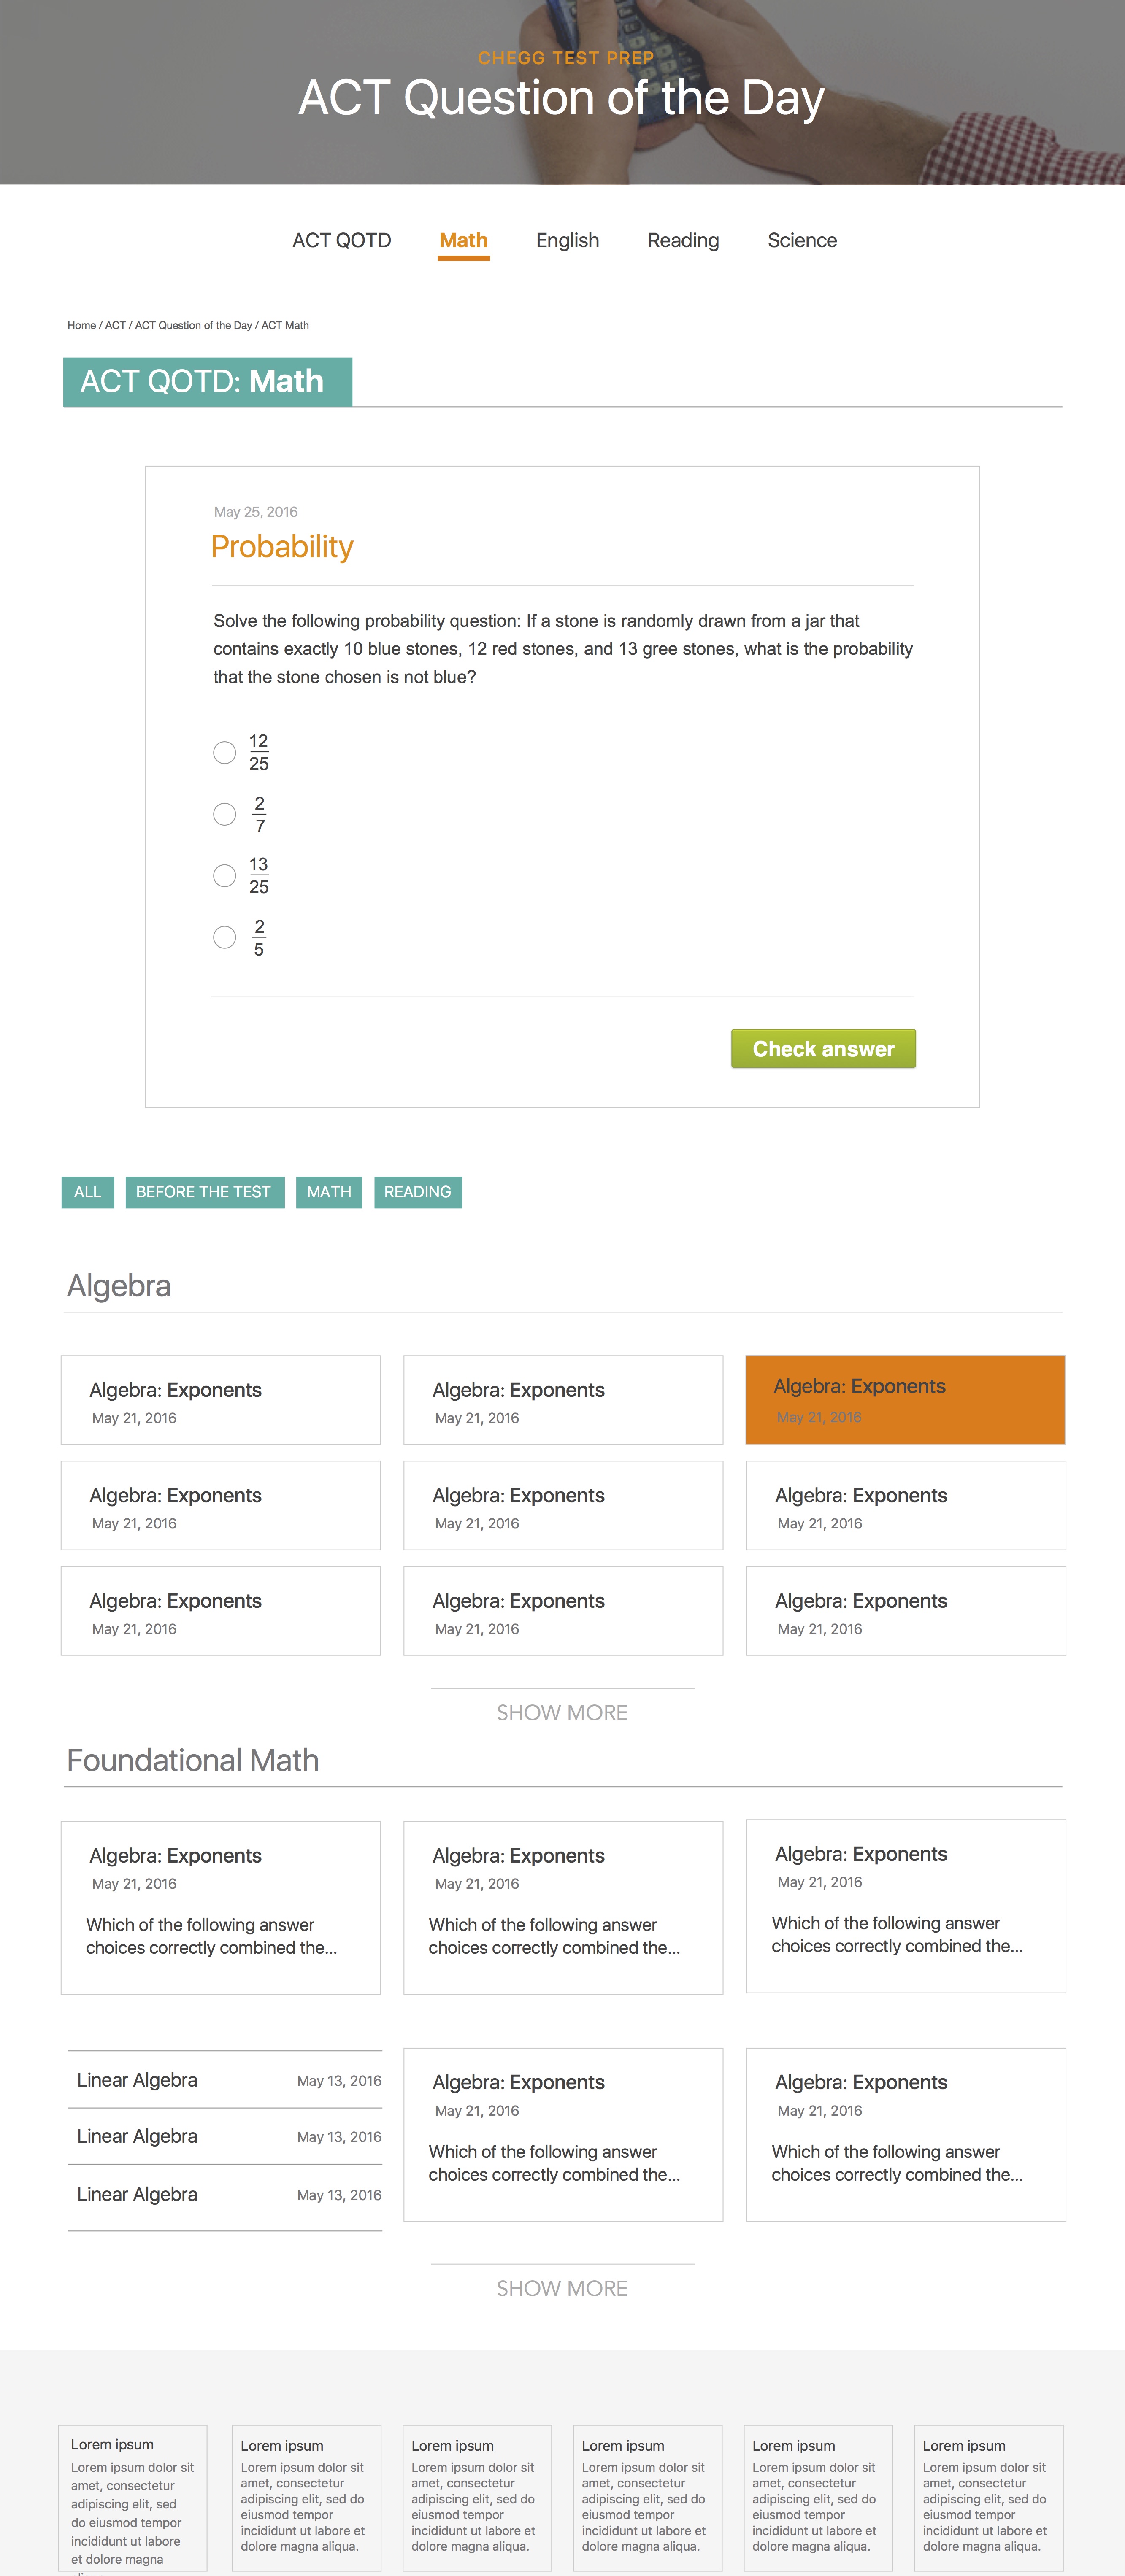 CHEGG TEST PREP
ACT Question of the Day
ACT QOTD Math English Reading Science
Home / ACT / ACT Question of the Day / ACT Math
ACT QOTD: Math
May 25, 2016
Probability
Solve the following probability question: If a stone is randomly drawn from a jar that
contains exactly 10 blue stones, 12 red stones, and 13 gree stones, what is the probability
that the stone chosen is not blue?
12
25
2
7
13
25
2
5
Check answer
ALL BEFORE THE TEST MATH READING
Algebra
Algebra: Exponents Algebra: Exponents Algebra: Exponents
May 21, 2016 May 21, 2016 May 21, 2016
Algebra: Exponents Algebra: Exponents Algebra: Exponents
May 21, 2016 May 21, 2016 May 21, 2016
Algebra: Exponents Algebra: Exponents Algebra: Exponents
May 21, 2016 May 21, 2016 May 21, 2016
SHOW MORE
Foundational Math
Algebra: Exponents
May 21, 2016
Which of the following answer
choices correctly combined the...
Algebra: Exponents
May 21, 2016
Which of the following answer
choices correctly combined the...
Algebra: Exponents
May 21, 2016
Which of the following answer
choices correctly combined the...
Linear Algebra May 13, 2016
Linear Algebra May 13, 2016
Linear Algebra May 13, 2016
Algebra: Exponents
May 21, 2016
Which of the following answer
choices correctly combined the...
Algebra: Exponents
May 21, 2016
Which of the following answer
choices correctly combined the...
SHOW MORE
Lorem ipsum
Lorem ipsum dolor sit
amet, consectetur
adipiscing elit, sed
do eiusmod tempor
incididunt ut labore
et dolore magna
Lorem ipsum
Lorem ipsum dolor sit
amet, consectetur
adipiscing elit, sed do
eiusmod tempor
incididunt ut labore et
dolore magna aliqua.
Lorem ipsum
Lorem ipsum dolor sit
amet, consectetur
adipiscing elit, sed do
eiusmod tempor
incididunt ut labore et
dolore magna aliqua.
Lorem ipsum
Lorem ipsum dolor sit
amet, consectetur
adipiscing elit, sed do
eiusmod tempor
incididunt ut labore et
dolore magna aliqua.
Lorem ipsum
Lorem ipsum dolor sit
amet, consectetur
adipiscing elit, sed do
eiusmod tempor
incididunt ut labore et
dolore magna aliqua.
Lorem ipsum
Lorem ipsum dolor sit
amet, consectetur
adipiscing elit, sed do
eiusmod tempor
incididunt ut labore et
dolore magna aliqua.